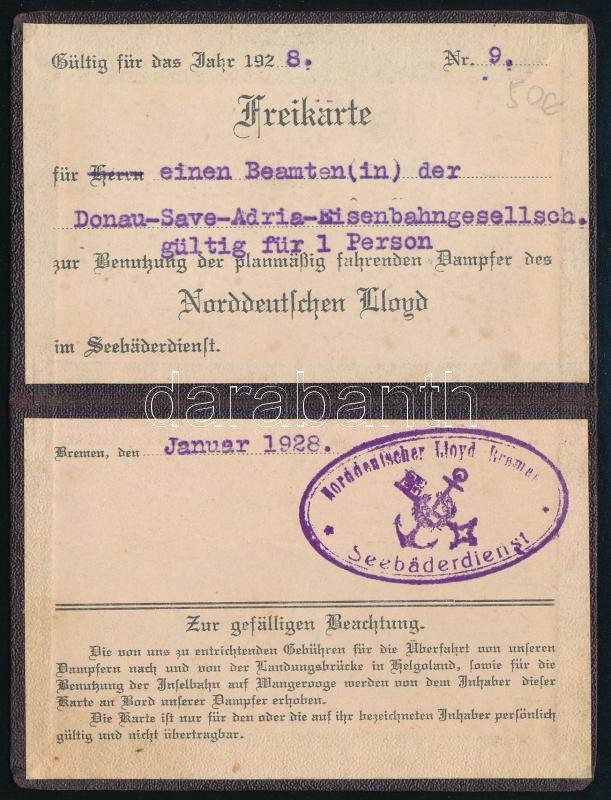 Gültig für das Jahr 1928. Nr. 9.
50€
Freikarte
für Herrn einen Beamten(in) der
Donau-Save-Adria-Eisenbahngesellsch.
gültig für 1 Person
zur Benutzung der planmäßig fahrenden Dampfer des
Norddeutschen Lloyd
im Seebäderdienst.
darabanth
Bremen, den Januar 1928.
Norddeutscher Lloyd Bremen
Seebäderdienst
Zur gefälligen Beachtung.
Die von uns zu entrichtenden Gebühren für die Überfahrt von unseren
Dampfern nach und von der Landungsbrücke in Helgoland, sowie für die
Benutzung der Inselbahn auf Wangerooge werden von dem Inhaber dieser
Karte an Bord unserer Dampfer erhoben.
Die Karte ist nur für den oder die auf ihr bezeichneten Inhaber persönlich
gültig und nicht übertragbar.